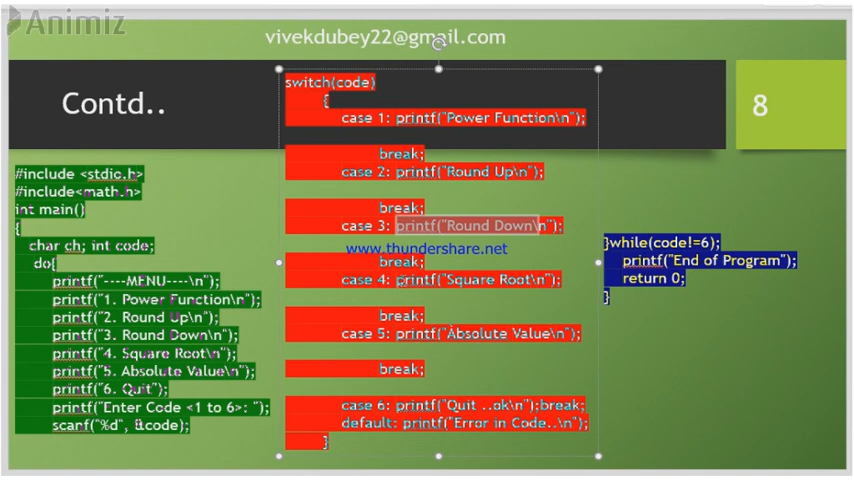 Animiz
vivekdubey22@gmail.com
Contd..
8
#include <stdio.h>
#include<math.h>
int main()
{
char ch; int code;
do{
printf("----MENU----\n");
printf("1. Power Function\n");
printf("2. Round Up\n");
printf("3. Round Down\n");
printf("4. Square Root\n");
printf("5. Absolute Value\n");
printf("6. Quit");
printf("Enter Code <1 to 6>: ");
scanf("%d", &code);
switch(code)
{
case 1: printf("Power Function\n");
break;
case 2: printf("Round Up\n");
break;
case 3: printf("Round Down\n");
www.thundershare.net
break;
case 4: printf("Square Root\n");
break;
case 5: printf("Absolute Value\n");
break;
case 6: printf("Quit ..ok\n");break;
default: printf("Error in Code..\n");
}
}while(code!=6);
printf("End of Program");
return 0;
}